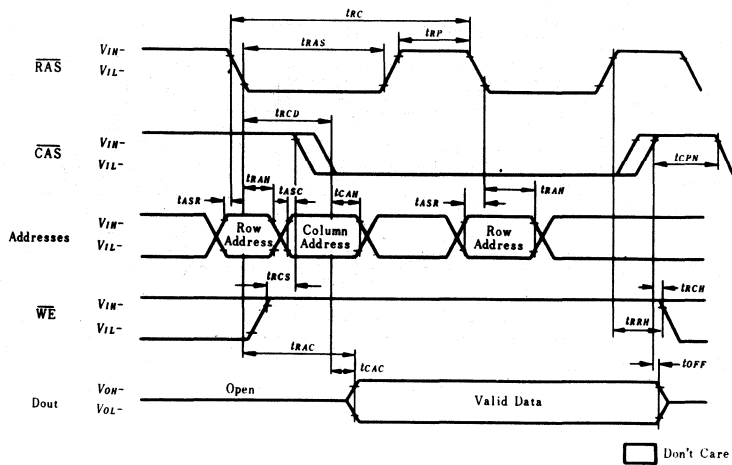 tRC
tRAS
tRP
RAS
VIH-
VIL-
tRCD
CAS
VIH-
VIL-
tCPN
tASR
tRAH
tASC
tCAH
tASR
tRAH
Addresses
VIH-
VIL-
Row
Address
Column
Address
Row
Address
tRCS
tRCH
WE
VIH-
VIL-
tRRH
tRAC
tCAC
tOFF
Dout
VOH-
VOL-
Open
Valid Data
Don't Care